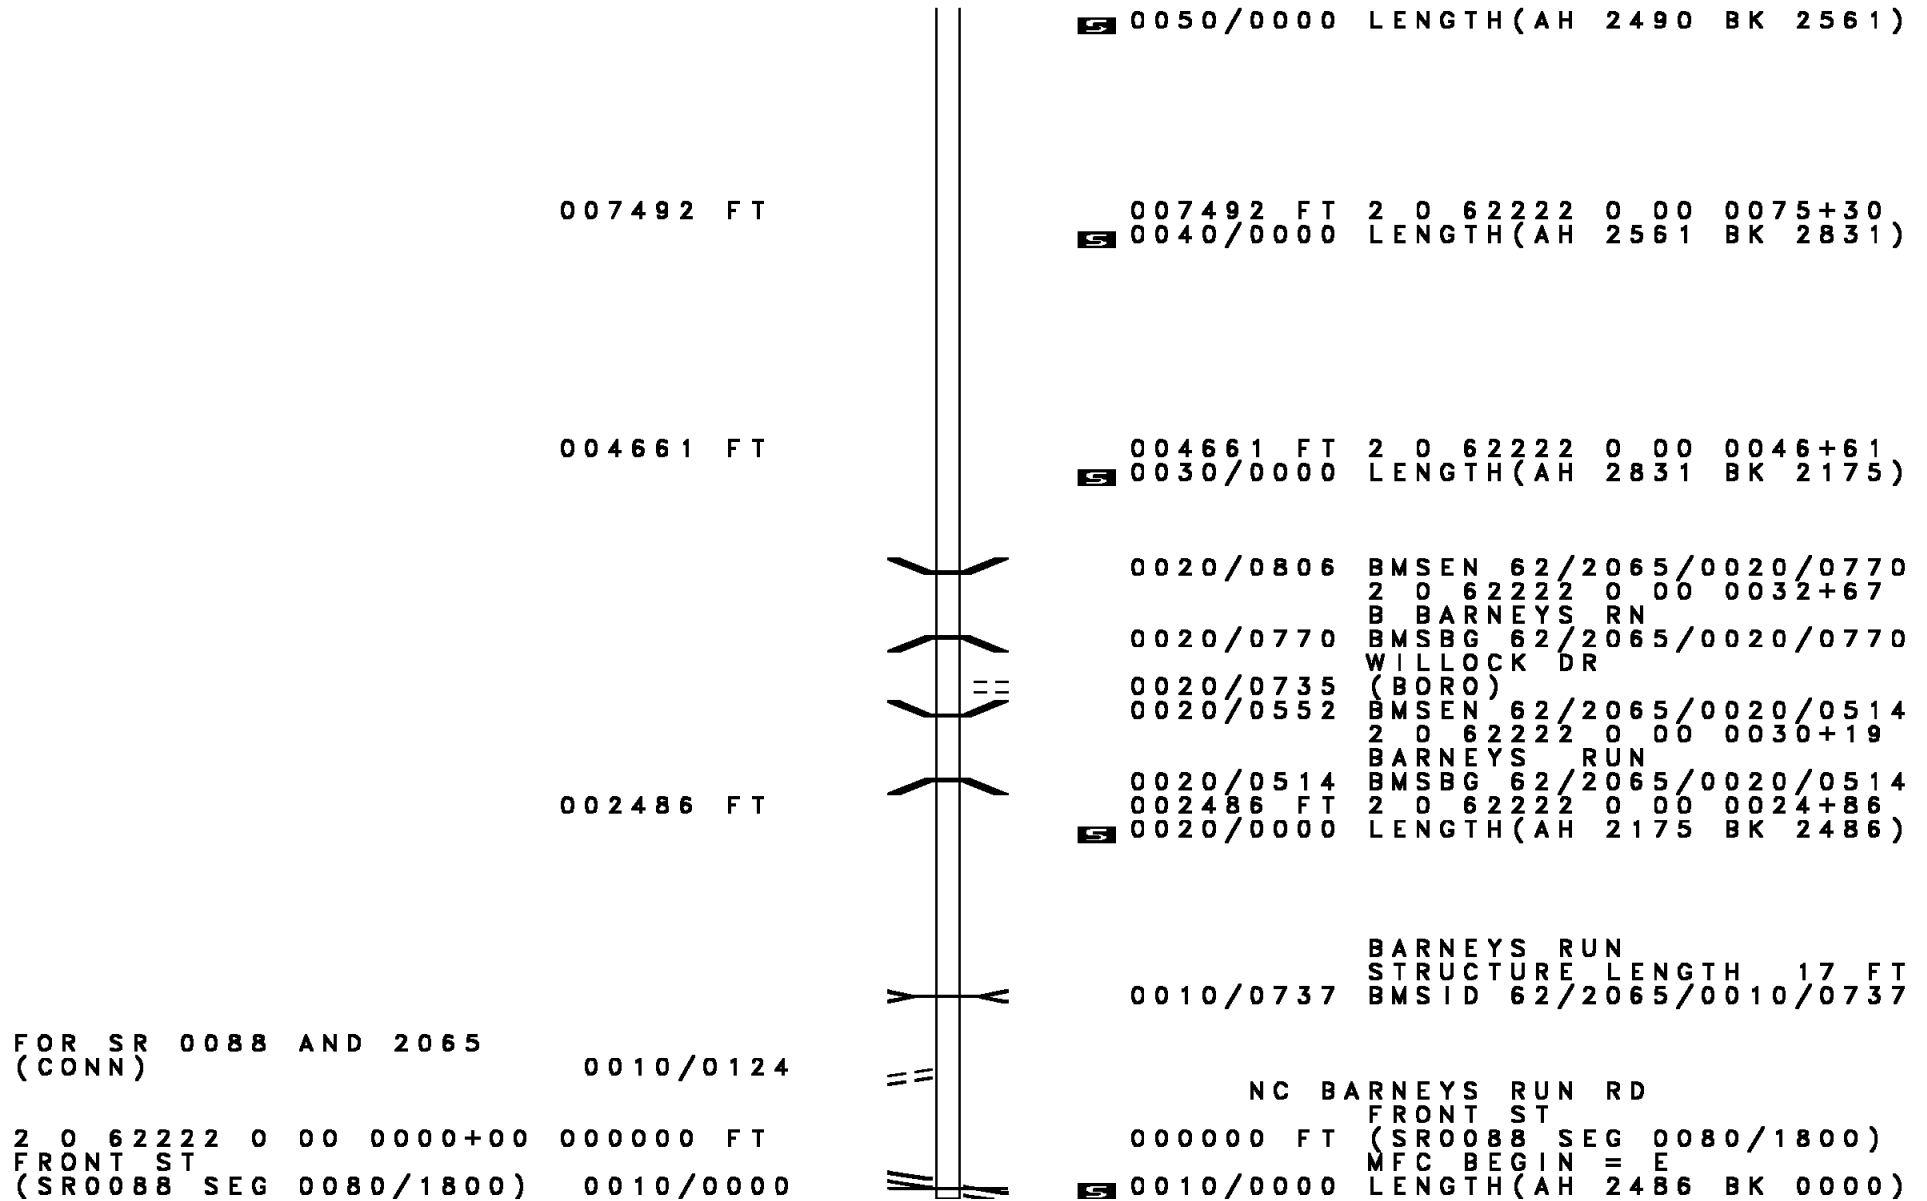 S 0050/0000 LENGTH(AH 2490 BK 2561)
007492 FT 007492 FT 2 0 62222 0 00 0075+30
S 0040/0000 LENGTH(AH 2561 BK 2831)
004661 FT 004661 FT 2 0 62222 0 00 0046+61
S 0030/0000 LENGTH(AH 2831 BK 2175)
0020/0806 BMSEN 62/2065/0020/0770
2 0 62222 0 00 0032+67
B BARNEYS RN
0020/0770 BMSBG 62/2065/0020/0770
WILLOCK DR
0020/0735 (BORO)
0020/0552 BMSEN 62/2065/0020/0514
2 0 62222 0 00 0030+19
BARNEYS RUN
0020/0514 BMSBG 62/2065/0020/0514
002486 FT 002486 FT 2 0 62222 0 00 0024+86
S 0020/0000 LENGTH(AH 2175 BK 2486)
BARNEYS RUN
STRUCTURE LENGTH 17 FT
0010/0737 BMSID 62/2065/0010/0737
FOR SR 0088 AND 2065
(CONN) 0010/0124
NC BARNEYS RUN RD
FRONT ST
2 0 62222 0 00 0000+00 000000 FT 000000 FT (SR0088 SEG 0080/1800)
FRONT ST MFC BEGIN = E
(SR0088 SEG 0080/1800) 0010/0000 S 0010/0000 LENGTH(AH 2486 BK 0000)